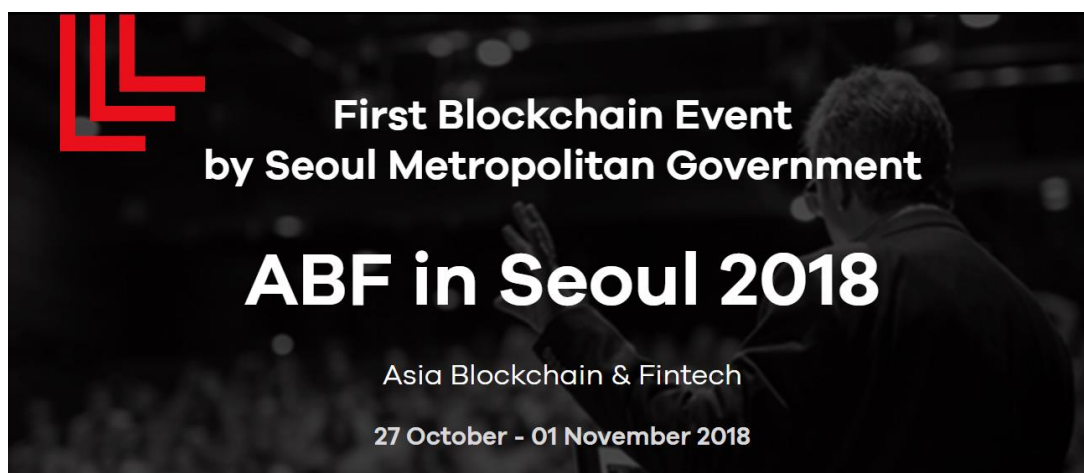 First Blockchain Event
by Seoul Metropolitan Government
ABF in Seoul 2018
Asia Blockchain & Fintech
27 October - 01 November 2018